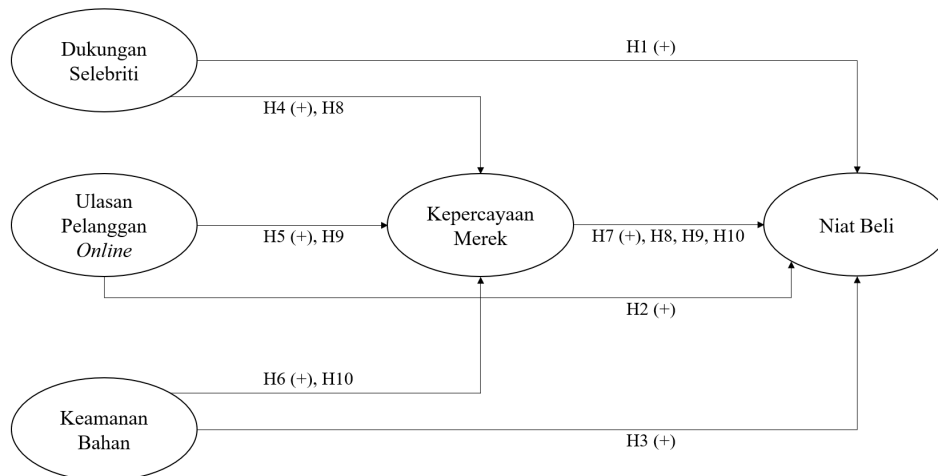 Dukungan
Selebriti
H1 (+)
H4 (+), H8
Ulasan
Pelanggan
Online
H5 (+), H9
Kepercayaan
Merek
H7 (+), H8, H9, H10
Niat Beli
H2 (+)
H6 (+), H10
Keamanan
Bahan
H3 (+)